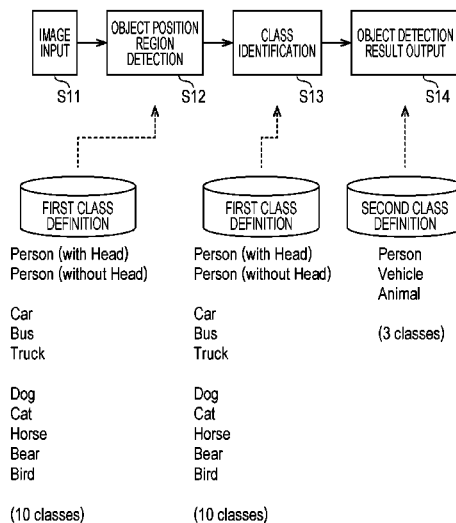 IMAGE
INPUT
OBJECT POSITION
REGION
DETECTION
CLASS
IDENTIFICATION
OBJECT DETECTION
RESULT OUTPUT
S11
S12
S13
S14
FIRST CLASS
DEFINITION
Person (with Head)
Person (without Head)
Car
Bus
Truck
Dog
Cat
Horse
Bear
Bird
(10 classes)
FIRST CLASS
DEFINITION
Person (with Head)
Person (without Head)
Car
Bus
Truck
Dog
Cat
Horse
Bear
Bird
(10 classes)
SECOND CLASS
DEFINITION
Person
Vehicle
Animal
(3 classes)